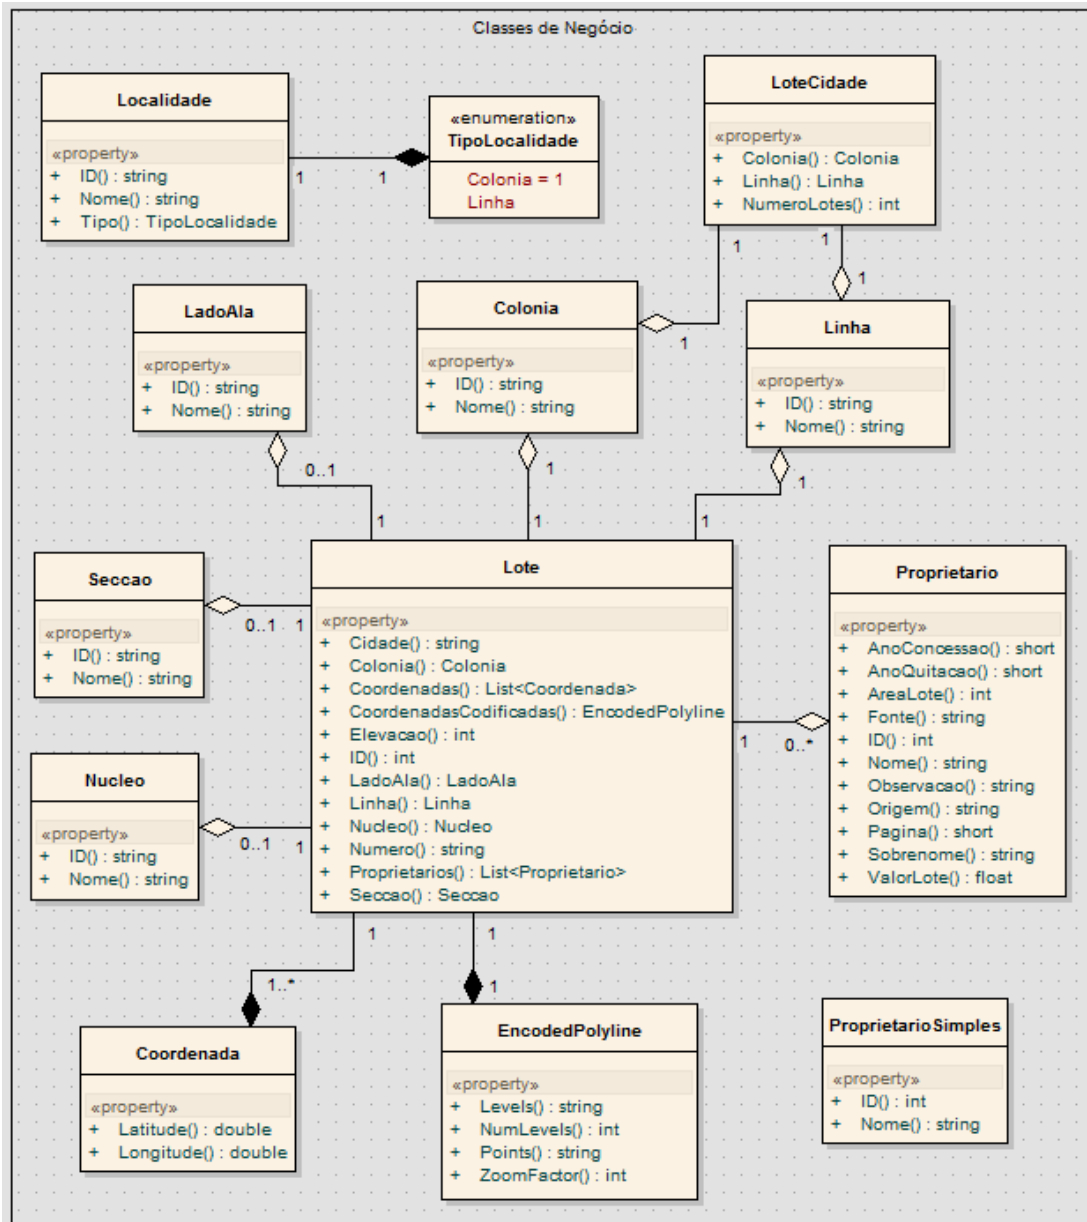 Classes de Negócio
Localidade
«property»
+ ID() : string
+ Nome() : string
+ Tipo() : TipoLocalidade
1
1
«enumeration»
TipoLocalidade
Colonia = 1
Linha
LoteCidade
«property»
+ Colonia() : Colonia
+ Linha() : Linha
+ NumeroLotes() : int
1
1
1
1
LadoAla
«property»
+ ID() : string
+ Nome() : string
0..1
1
Colonia
«property»
+ ID() : string
+ Nome() : string
1
1
Linha
«property»
+ ID() : string
+ Nome() : string
1
1
Seccao
«property»
+ ID() : string
+ Nome() : string
0..1
1
Nucleo
«property»
+ ID() : string
+ Nome() : string
0..1
1
Lote
«property»
+ Cidade() : string
+ Colonia() : Colonia
+ Coordenadas() : List<Coordenada>
+ CoordenadasCodificadas() : EncodedPolyline
+ Elevacao() : int
+ ID() : int
+ LadoAla() : LadoAla
+ Linha() : Linha
+ Nucleo() : Nucleo
+ Numero() : string
+ Proprietarios() : List<Proprietario>
+ Seccao() : Seccao
1
0..*
Proprietario
«property»
+ AnoConcessao() : short
+ AnoQuitacao() : short
+ AreaLote() : int
+ Fonte() : string
+ ID() : int
+ Nome() : string
+ Observacao() : string
+ Origem() : string
+ Pagina() : short
+ Sobrenome() : string
+ ValorLote() : float
1
1..*
1
1
Coordenada
«property»
+ Latitude() : double
+ Longitude() : double
EncodedPolyline
«property»
+ Levels() : string
+ NumLevels() : int
+ Points() : string
+ ZoomFactor() : int
ProprietarioSimples
«property»
+ ID() : int
+ Nome() : string